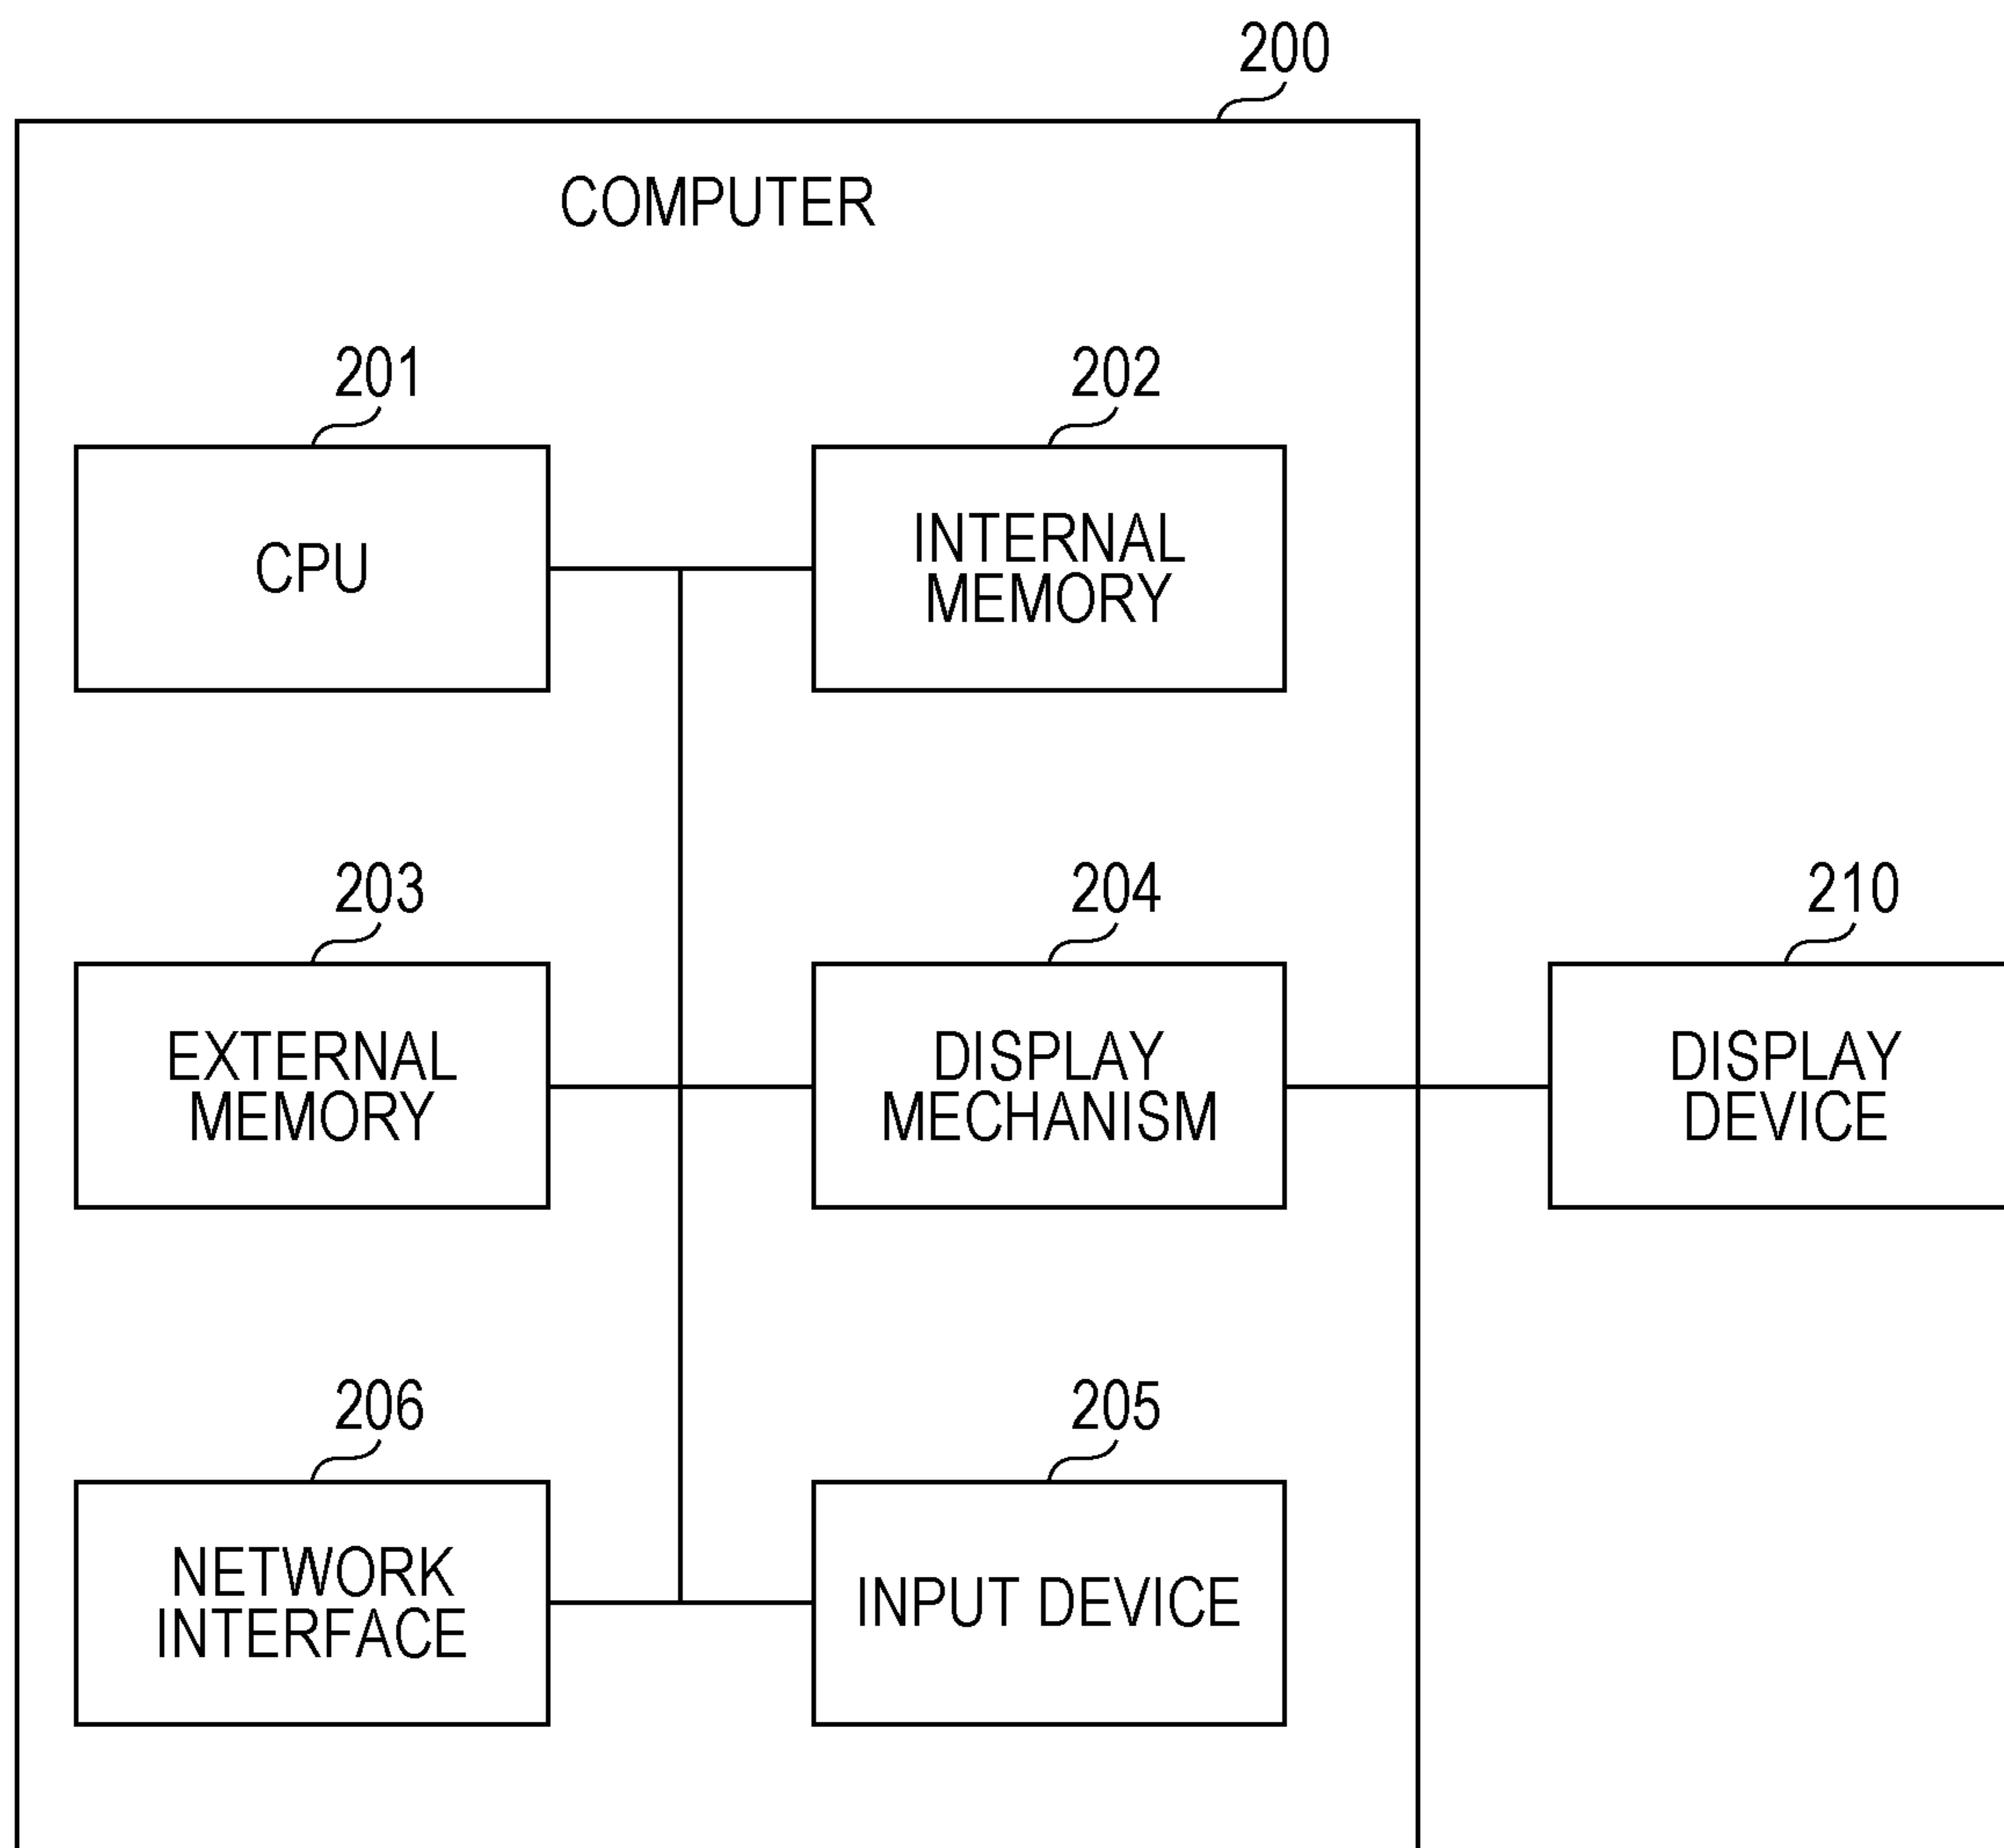 200
COMPUTER
201
202
CPU
INTERNAL
MEMORY
203
204
210
EXTERNAL
MEMORY
DISPLAY
MECHANISM
DISPLAY
DEVICE
206
205
NETWORK
INTERFACE
INPUT DEVICE